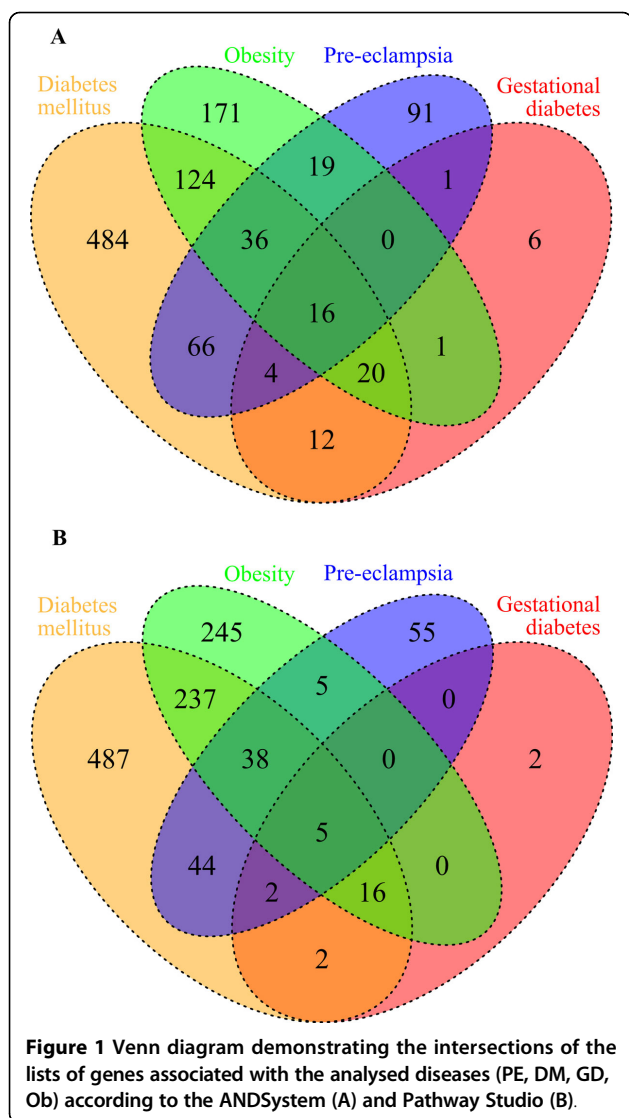 A
Obesity
Pre-eclampsia
Diabetes
mellitus
Gestational
diabetes
171
91
124
19
1
484
36
0
6
16
66
4
20
1
12
B
Obesity
Pre-eclampsia
Diabetes
mellitus
Gestational
diabetes
245
55
237
5
0
487
38
0
2
5
44
2
16
0
2
Figure 1 Venn diagram demonstrating the intersections of the
lists of genes associated with the analysed diseases (PE, DM, GD,
Ob) according to the ANDSystem (A) and Pathway Studio (B).